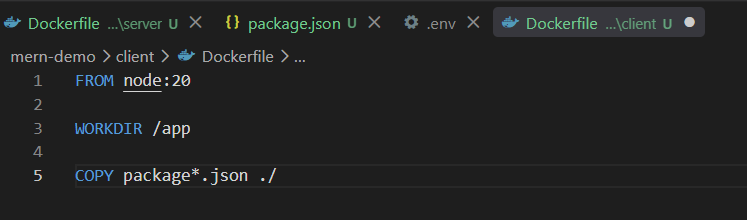 Dockerfile ...\server U
package.json U
.env
Dockerfile ...\client U
mern-demo > client > Dockerfile > ...
1 FROM node:20
2
3 WORKDIR /app
4
5 COPY package*.json ./